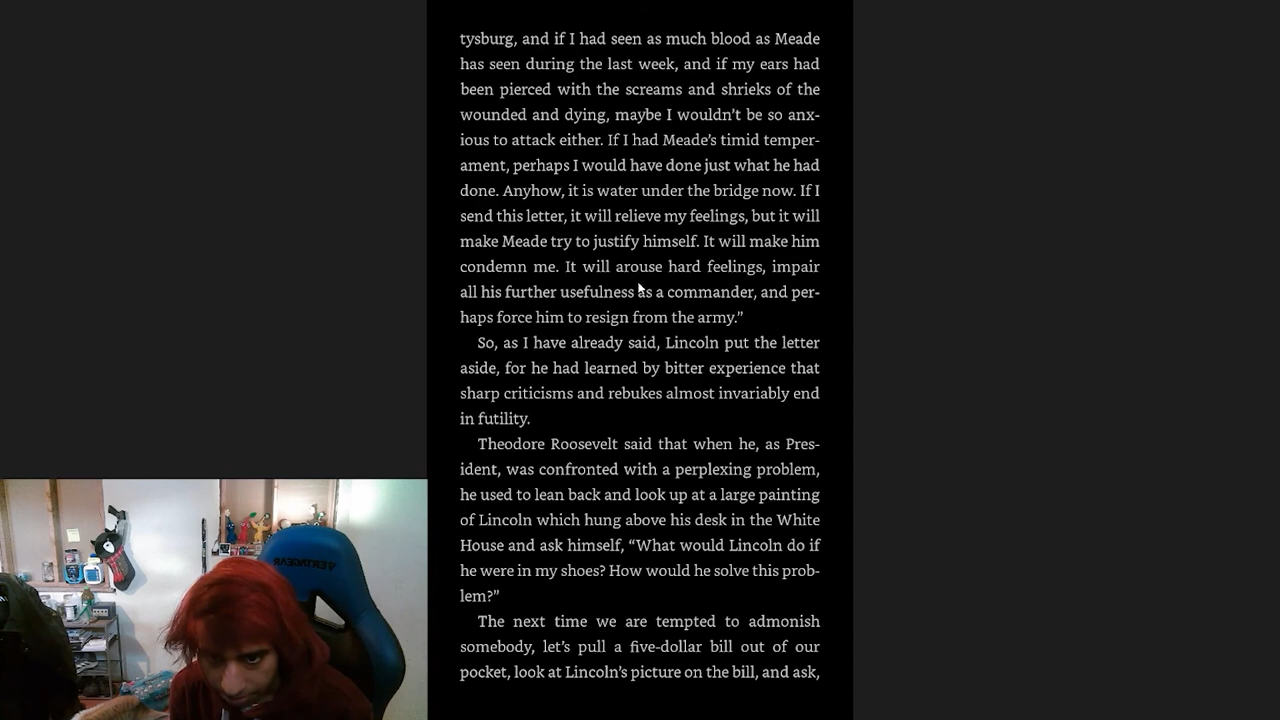 tysburg, and if I had seen as much blood as Meade
has seen during the last week, and if my ears had
been pierced with the screams and shrieks of the
wounded and dying, maybe I wouldn’t be so anx-
ious to attack either. If I had Meade’s timid temper-
ament, perhaps I would have done just what he had
done. Anyhow, it is water under the bridge now. If I
send this letter, it will relieve my feelings, but it will
make Meade try to justify himself. It will make him
condemn me. It will arouse hard feelings, impair
all his further usefulness as a commander, and per-
haps force him to resign from the army.”
So, as I have already said, Lincoln put the letter
aside, for he had learned by bitter experience that
sharp criticisms and rebukes almost invariably end
in futility.
Theodore Roosevelt said that when he, as Pres-
ident, was confronted with a perplexing problem,
he used to lean back and look up at a large painting
of Lincoln which hung above his desk in the White
House and ask himself, “What would Lincoln do if
he were in my shoes? How would he solve this prob-
lem?”
The next time we are tempted to admonish
somebody, let’s pull a five-dollar bill out of our
pocket, look at Lincoln’s picture on the bill, and ask,
VERTAGEAR